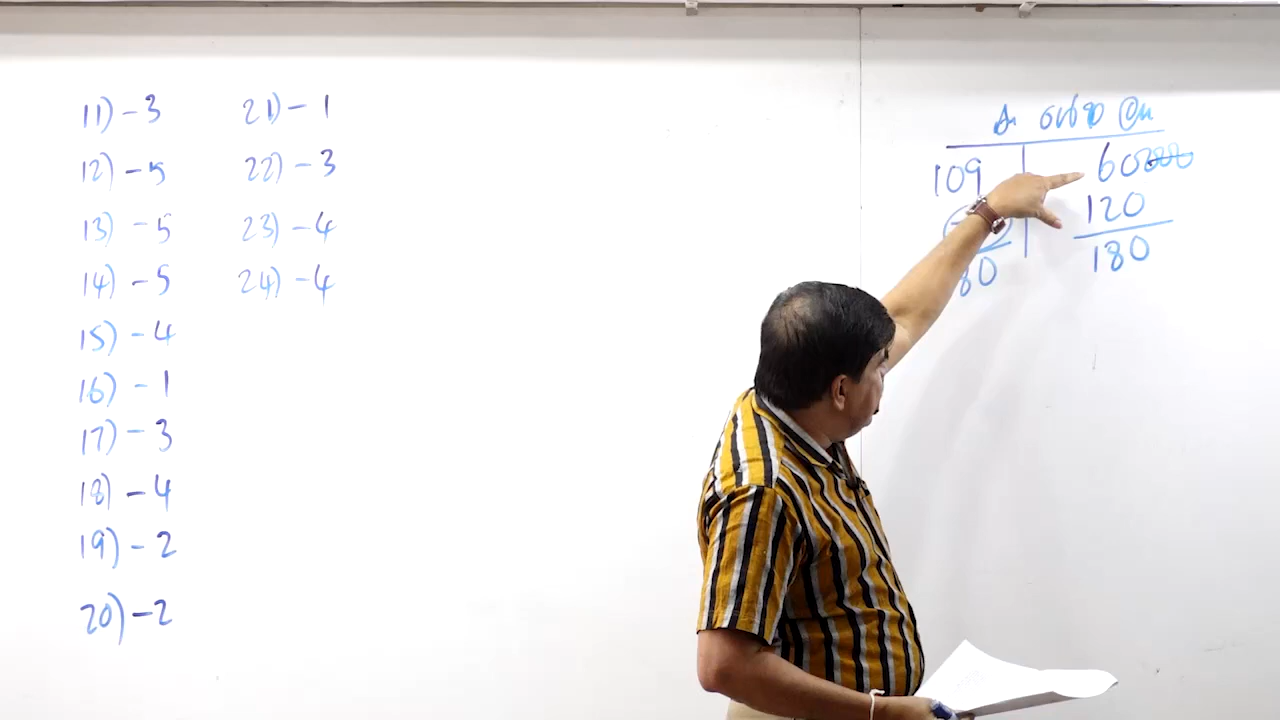 11) - 3
12) - 5
13) - 5
14) - 5
15) - 4
16) - 1
17) - 3
18) - 4
19) - 2
20) - 2
21) - 1
22) - 3
23) - 4
24) - 4
109
60
120
180
80